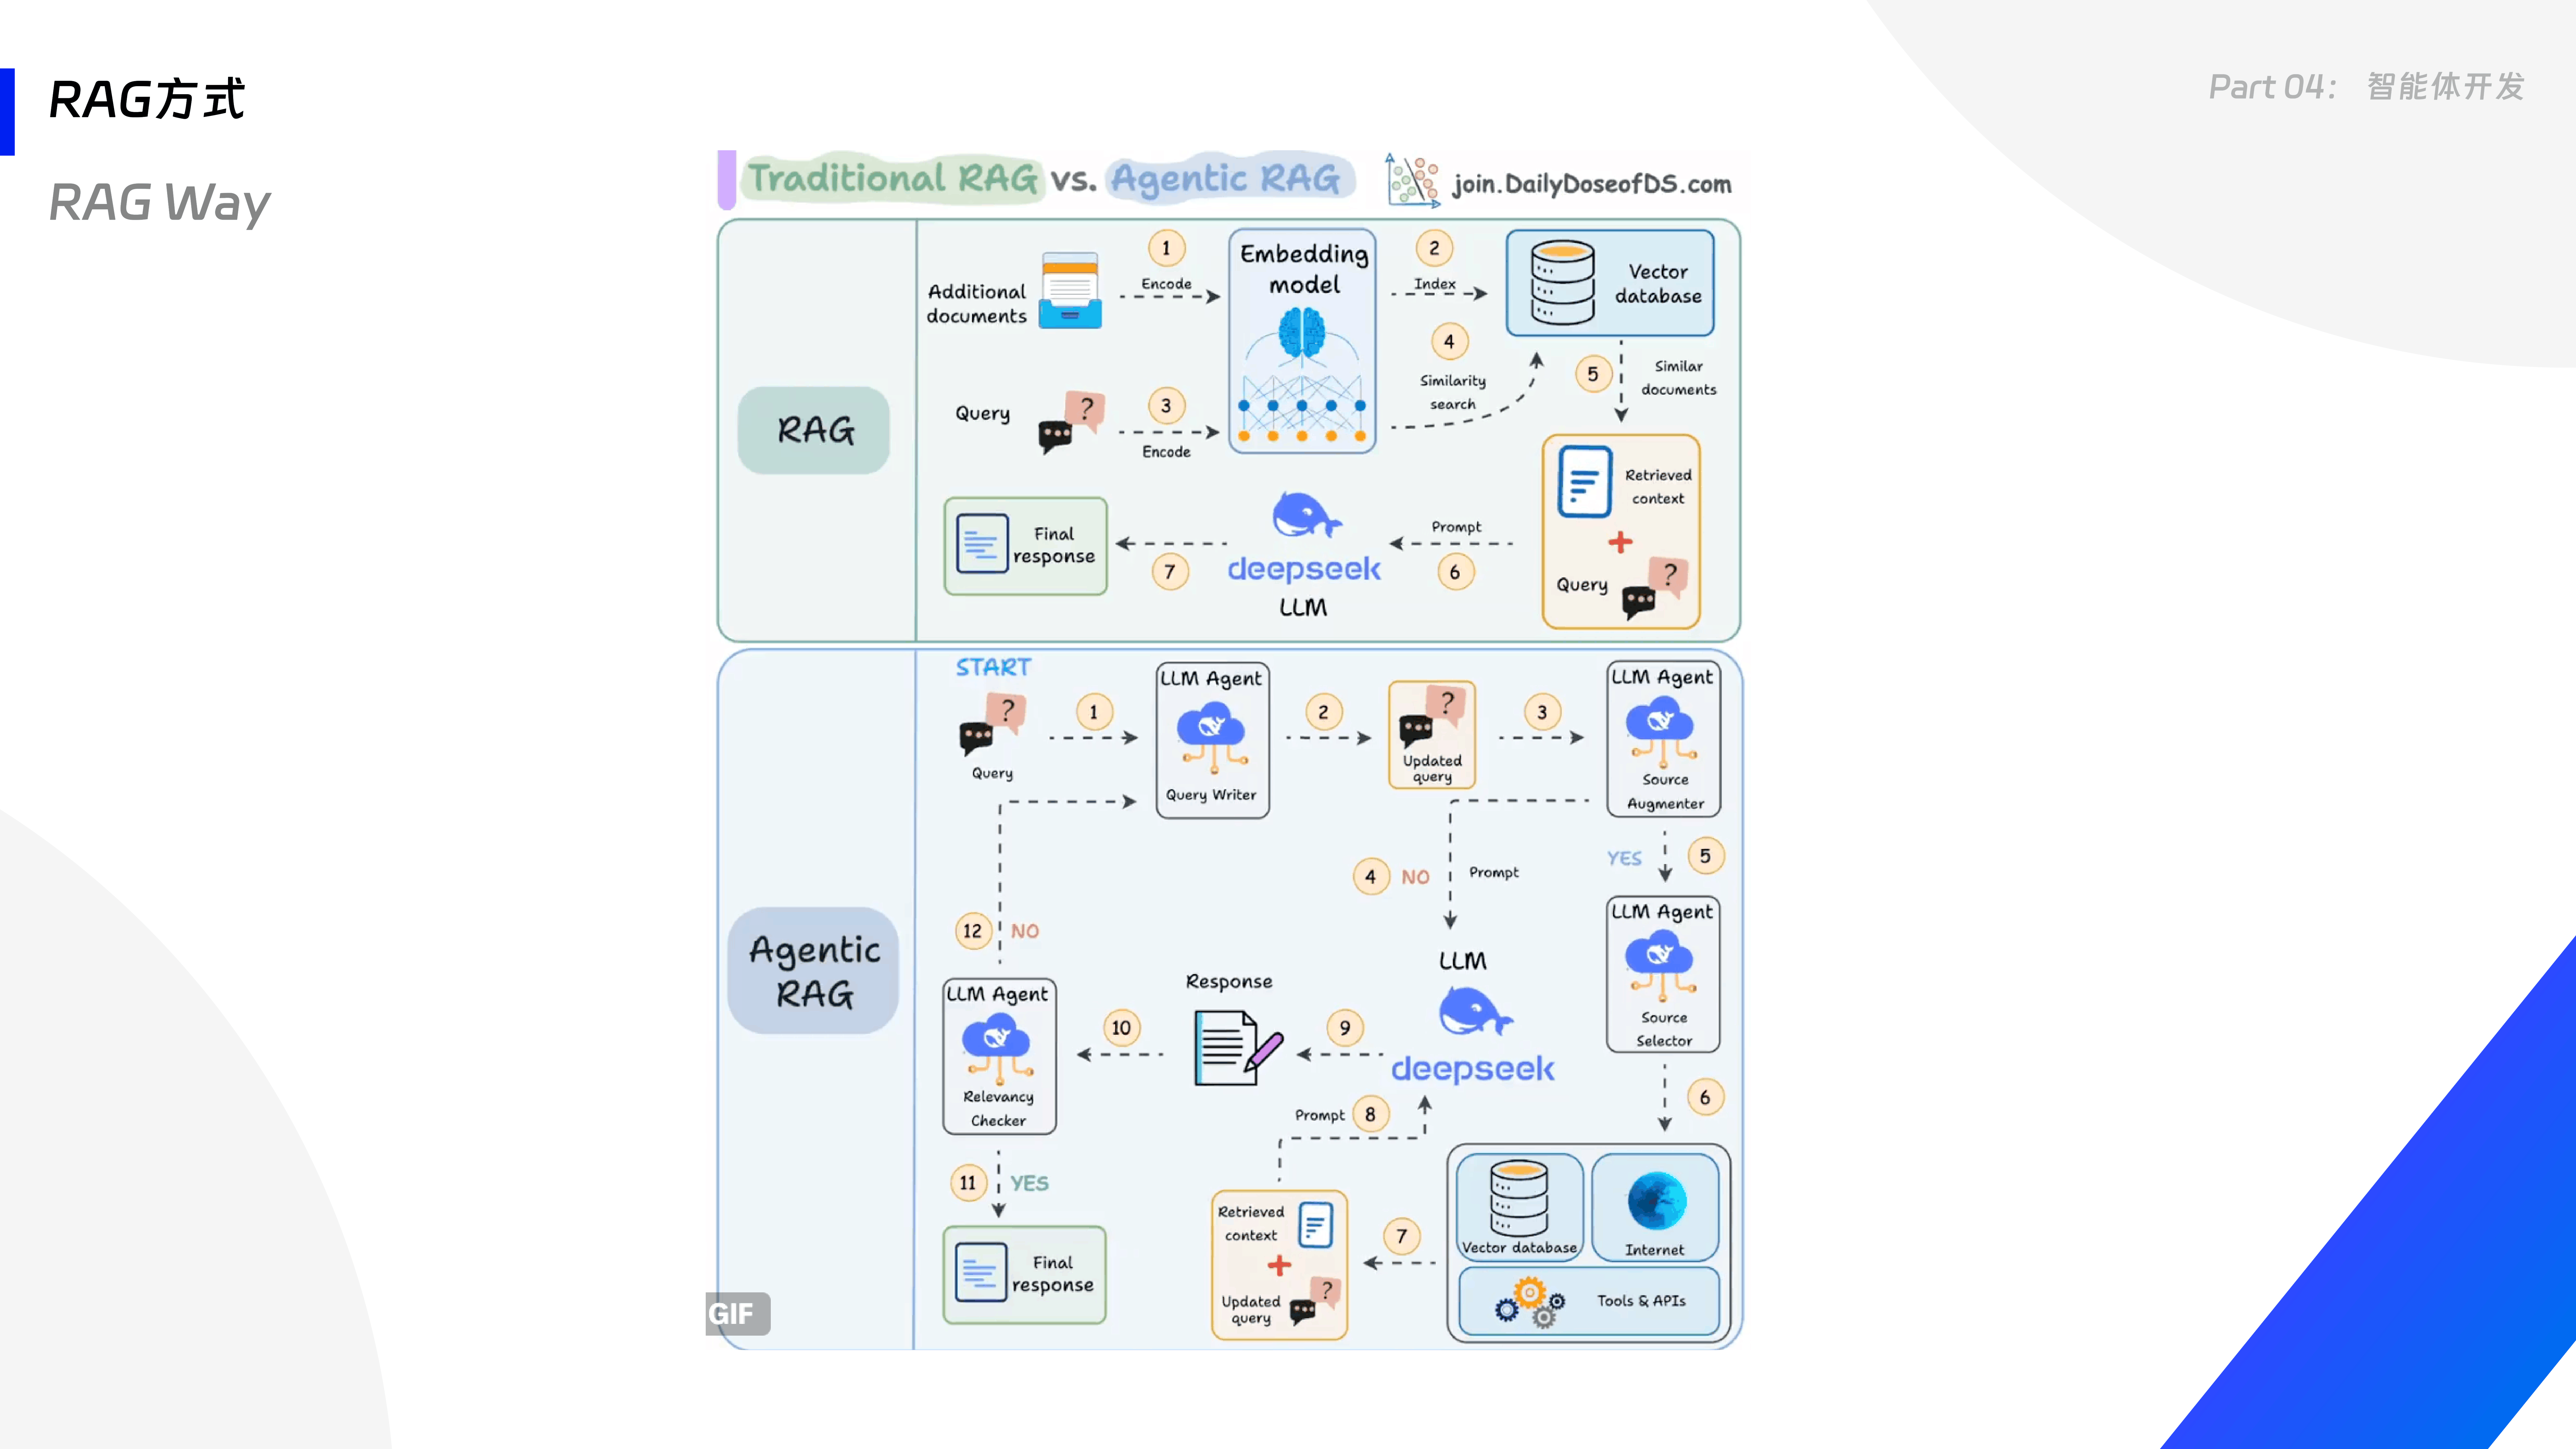 RAG方式
RAG Way
Part 04： 智能体开发
Traditional RAG vs. Agentic RAG
join.DailyDoseofDS.com
RAG
Additional
documents
1
Encode
Embedding
model
2
Index
Vector
database
Query
3
Encode
4
Similarity
search
5
Similar
documents
Retrieved
context
+
Query
?
Prompt
6
deepseek
LLM
7
Final
response
Agentic
RAG
START
?
Query
1
LLM Agent
Query Writer
2
?
Updated
query
3
LLM Agent
Source
Augmenter
4
NO
Prompt
YES
5
LLM Agent
Source
Selector
6
Vector database
Internet
Tools & APIs
7
Retrieved
context
+
?
Updated
query
Prompt
8
LLM
deepseek
9
Response
10
LLM Agent
Relevancy
Checker
12
NO
11
YES
Final
response
GIF